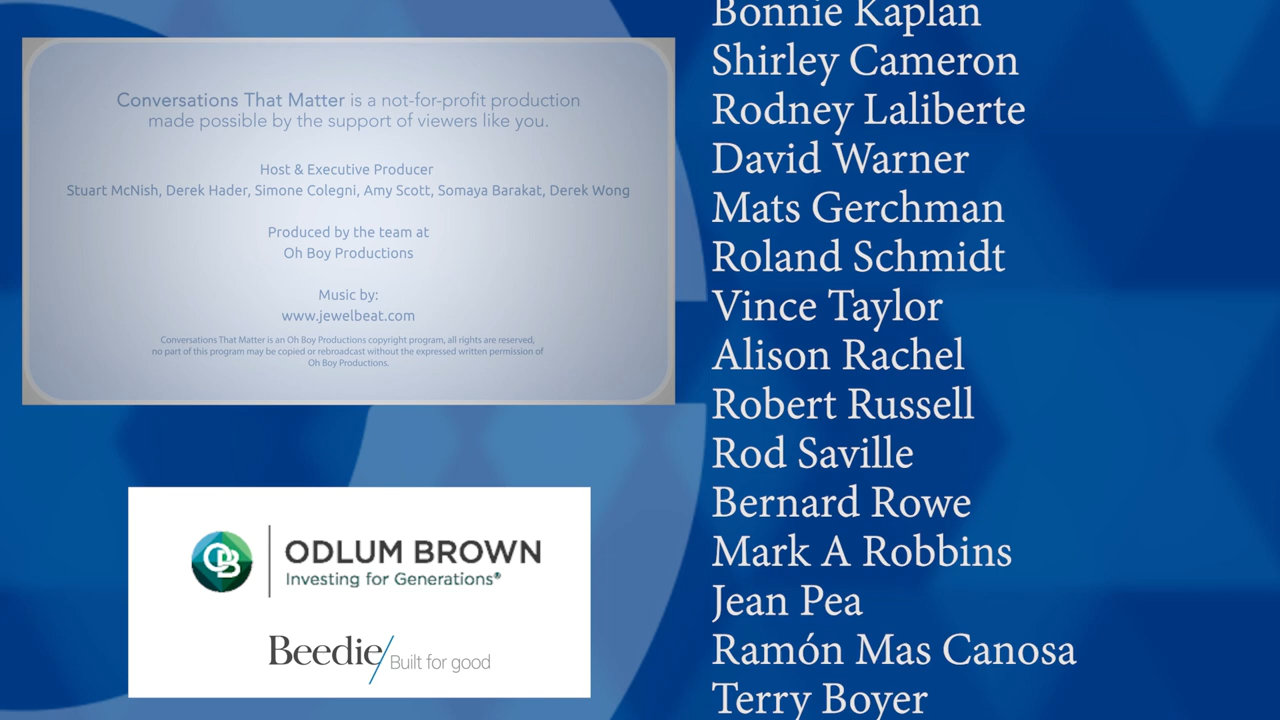 Conversations That Matter is a not-for-profit production
made possible by the support of viewers like you.
Host & Executive Producer
Stuart McNish, Derek Hader, Simone Colegni, Amy Scott, Somaya Barakat, Derek Wong
Produced by the team at
Oh Boy Productions
Music by:
www.jewelbeat.com
Conversations That Matter is an Oh Boy Productions copyright program, all rights are reserved,
no part of this program may be copied or rebroadcast without the expressed written permission of
Oh Boy Productions.
OB
ODLUM BROWN
Investing for Generations®
Beedie/ Built for good
Bonnie Kaplan
Shirley Cameron
Rodney Laliberte
David Warner
Mats Gerchman
Roland Schmidt
Vince Taylor
Alison Rachel
Robert Russell
Rod Saville
Bernard Rowe
Mark A Robbins
Jean Pea
Ramón Mas Canosa
Terry Boyer